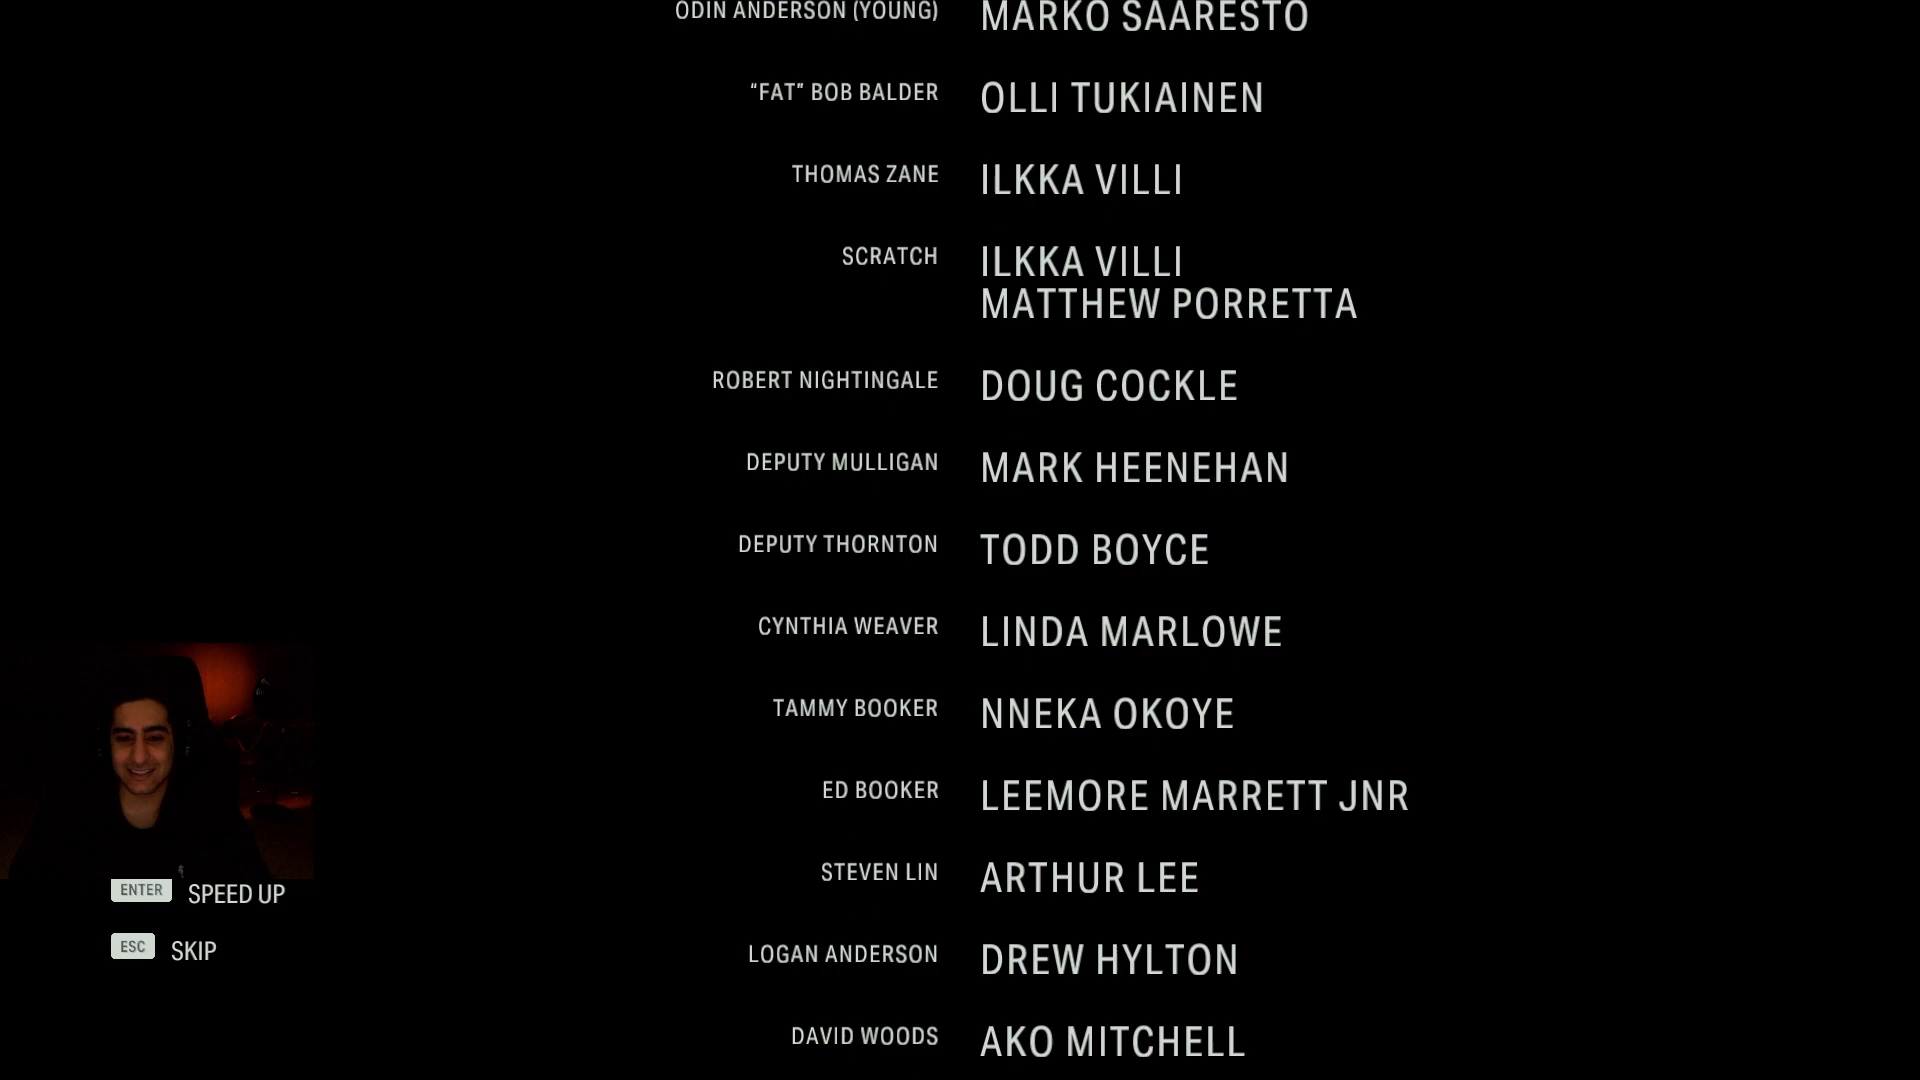 ODIN ANDERSON (YOUNG) MARKO SAARESTO
“FAT” BOB BALDER OLLI TUKIAINEN
THOMAS ZANE ILKKA VILLI
SCRATCH ILKKA VILLI
MATTHEW PORRETTA
ROBERT NIGHTINGALE DOUG COCKLE
DEPUTY MULLIGAN MARK HEENEHAN
DEPUTY THORNTON TODD BOYCE
CYNTHIA WEAVER LINDA MARLOWE
TAMMY BOOKER NNEKA OKOYE
ED BOOKER LEEMORE MARRETT JNR
STEVEN LIN ARTHUR LEE
LOGAN ANDERSON DREW HYLTON
DAVID WOODS AKO MITCHELL
ENTER SPEED UP
ESC SKIP